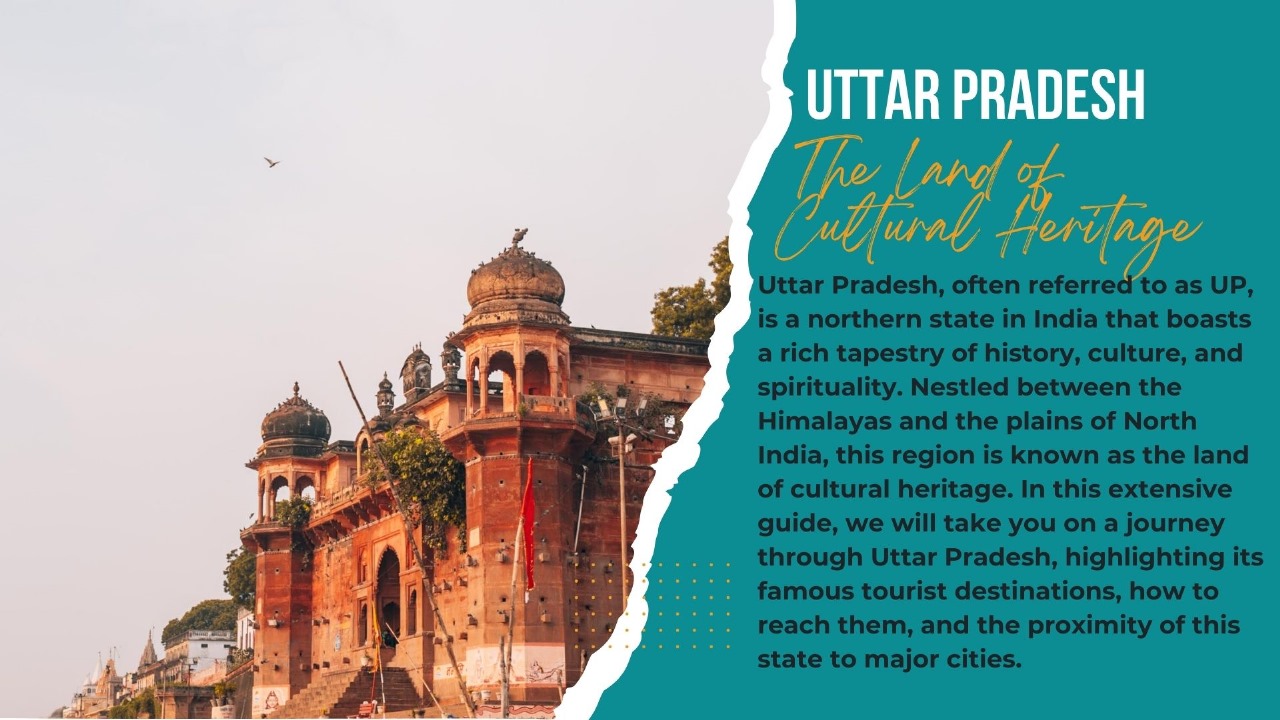 UTTAR PRADESH
The Land of
Cultural Heritage
Uttar Pradesh, often referred to as UP,
is a northern state in India that boasts
a rich tapestry of history, culture, and
spirituality. Nestled between the
Himalayas and the plains of North
India, this region is known as the land
of cultural heritage. In this extensive
guide, we will take you on a journey
through Uttar Pradesh, highlighting its
famous tourist destinations, how to
reach them, and the proximity of this
state to major cities.